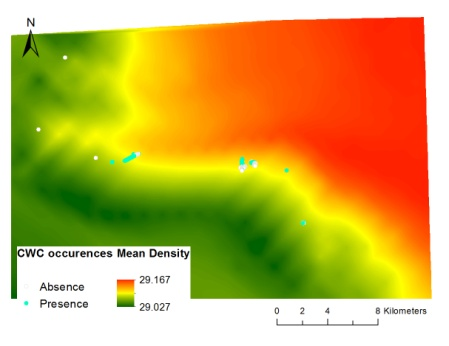 N
CWC occurences Mean Density
Absence
Presence
29.167
29.027
0 2 4 8 Kilometers